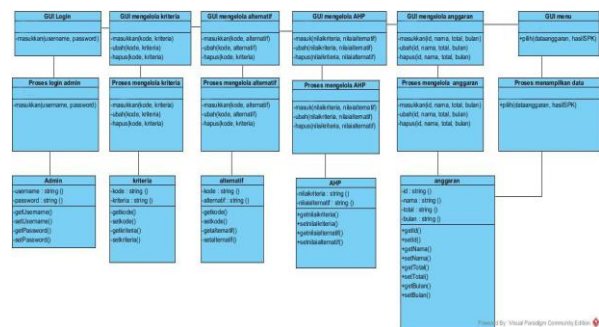 GUI Login
-masukkan(username, password)
GUI mengelola kriteria
-masukkan(kode, kriteria)
-ubah(kode, kriteria)
-hapus(kode, kriteria)
GUI mengelola alternatif
-masukkan(kode, alternatif)
-ubah(kode, alternatif)
-hapus(kode, alternatif)
GUI mengelola AHP
-masuk(nilaikriteria, nilaialternatif)
-ubah(nilaikriteria, nilaialternatif)
-hapus(nilaikriteria, nilaialternatif)
GUI mengelola anggaran
-masukkan(id, nama, total, bulan)
-ubah(id, nama, total, bulan)
-hapus(id, nama, total, bulan)
GUI menu
+pilih(dataanggaran, hasilSPK)
Proses login admin
-masukkan(username, password)
Proses mengelola kriteria
-masukkan(kode, kriteria)
-ubah(kode, kriteria)
-hapus(kode, kriteria)
Proses mengelola alternatif
-masukkan(kode, alternatif)
-ubah(kode, alternatif)
-hapus(kode, alternatif)
Proses mengelola AHP
-masuk(nilaikriteria, nilaialternatif)
-ubah(nilaikriteria, nilaialternatif)
-hapus(nilaikriteria, nilaialternatif)
Proses mengelola anggaran
-masukkan(id, nama, total, bulan)
-ubah(id, nama, total, bulan)
-hapus(id, nama, total, bulan)
Proses menampilkan data
+pilih(dataanggaran, hasilSPK)
Admin
-username : string ()
-password : string ()
-getUsername()
-setUsername()
-getPassword()
-setPassword()
kriteria
-kode : string ()
-kriteria : string ()
-getkode()
-setkode()
-getkriteria()
-setkriteria()
alternatif
-kode : string ()
-alternatif : string ()
-getkode()
-setkode()
-getalternatif()
-setalternatif()
AHP
-nilaikriteria : string ()
-nilaialternatif : string ()
+getnilaikriteria()
+setnilaikriteria()
+getnilaialternatif()
+setnilaialternatif()
anggaran
-id : string ()
-nama : string ()
-total : string ()
-bulan : string ()
+getId()
+setId()
+getNama()
+setNama()
+getTotal()
+setTotal()
+getBulan()
+setBulan()
Powered By Visual Paradigm Community Edition